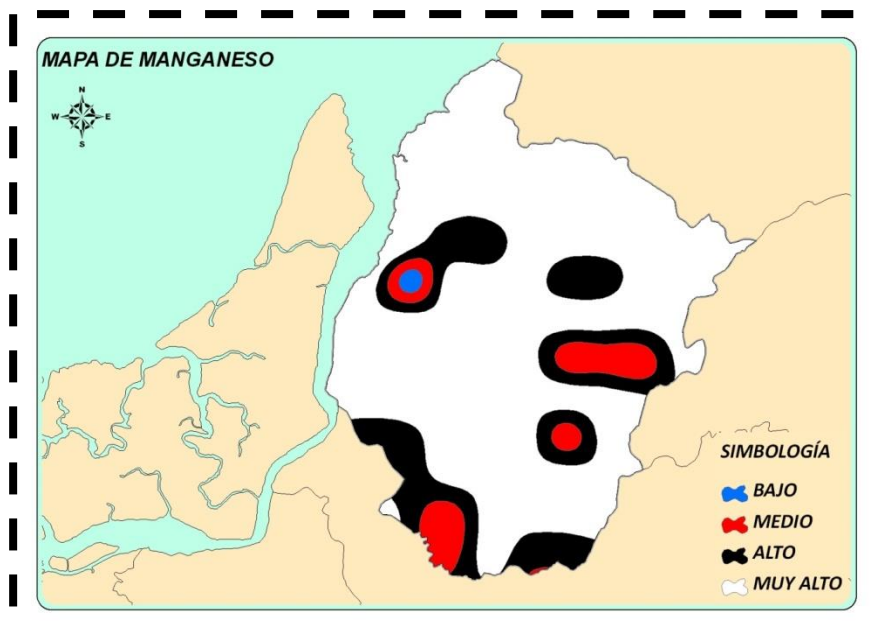 MAPA DE MANGANESO
N
W E
S
SIMBOLOGÍA
BAJO
MEDIO
ALTO
MUY ALTO